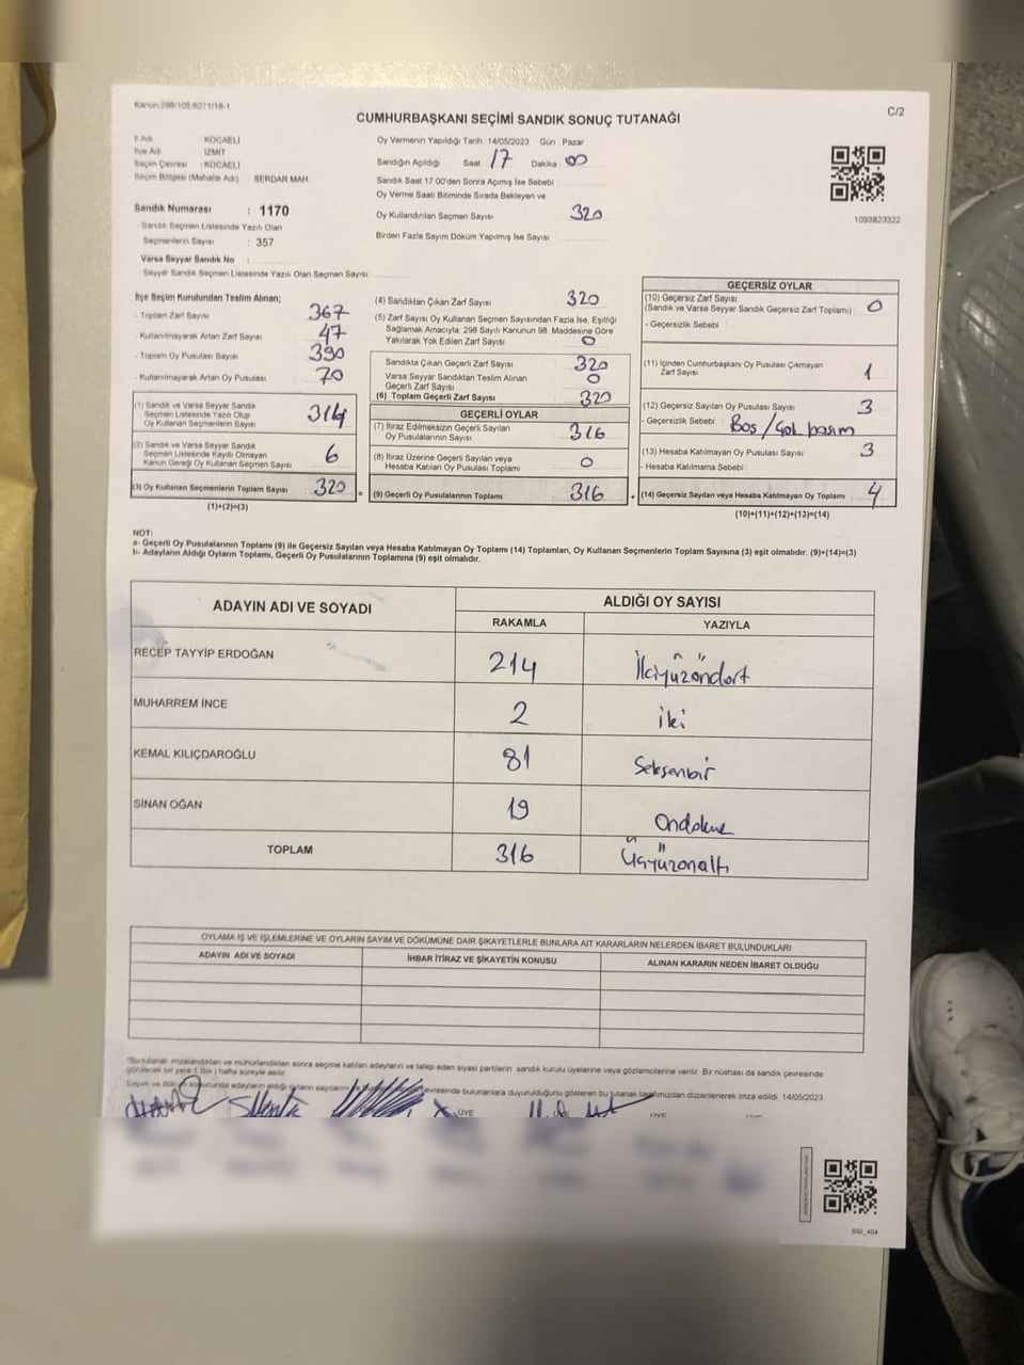 Kanun:298/105,6271/18-1
C/2
CUMHURBAŞKANI SEÇİMİ SANDIK SONUÇ TUTANAĞI
İl Adı : KOCAELİ
İlçe Adı : İZMİT
Seçim Çevresi : KOCAELİ
Seçim Bölgesi (Mahalle Adı) : SERDAR MAH.
Sandık Numarası : 1170
Sandık Seçmen Listesinde Yazılı Olan
Seçmenlerin Sayısı : 357
Varsa Seyyar Sandık No :
Seyyar Sandık Seçmen Listesinde Yazılı Olan Seçmen Sayısı
Oy Vermenin Yapıldığı Tarih: 14/05/2023 Gün Pazar
Sandığın Açıldığı Saat 17 Dakika 00
Sandık Saat 17.00'den Sonra Açılmış İse Sebebi
Oy Verme Saati Bitiminde Sırada Bekleyen ve
Oy Kullandırılan Seçmen Sayısı 320
Birden Fazla Sayım Döküm Yapılmış İse Sayısı
1093823322
İlçe Seçim Kurulundan Teslim Alınan;
- Toplam Zarf Sayısı 367
- Kullanılmayarak Artan Zarf Sayısı 47
- Toplam Oy Pusulası Sayısı 390
- Kullanılmayarak Artan Oy Pusulası 70
(1) Sandık ve Varsa Seyyar Sandık
Seçmen Listesinde Yazılı Olup
Oy Kullanan Seçmenlerin Sayısı 314
(2) Sandık ve Varsa Seyyar Sandık
Seçmen Listesinde Kayıtlı Olmayan
Kanun Gereği Oy Kullanan Seçmen Sayısı 6
(3) Oy Kullanan Seçmenlerin Toplam Sayısı 320
(1)+(2)=(3)
(4) Sandıktan Çıkan Zarf Sayısı 320
(5) Zarf Sayısı Oy Kullanan Seçmen Sayısından Fazla İse, Eşitliği
Sağlamak Amacıyla; 298 Sayılı Kanunun 98. Maddesine Göre
Yakılarak Yok Edilen Zarf Sayısı 0
Sandıkta Çıkan Geçerli Zarf Sayısı 320
Varsa Seyyar Sandıktan Teslim Alınan
Geçerli Zarf Sayısı 0
(6) Toplam Geçerli Zarf Sayısı 320
GEÇERLİ OYLAR
(7) İtiraz Edilmeksizin Geçerli Sayılan
Oy Pusulalarının Sayısı 316
(8) İtiraz Üzerine Geçerli Sayılan veya
Hesaba Katılan Oy Pusulası Toplamı 0
(9) Geçerli Oy Pusulalarının Toplamı 316
GEÇERSİZ OYLAR
(10) Geçersiz Zarf Sayısı
(Sandık ve Varsa Seyyar Sandık Geçersiz Zarf Toplamı) 0
- Geçersizlik Sebebi
(11) İçinden Cumhurbaşkanı Oy Pusulası Çıkmayan
Zarf Sayısı 1
(12) Geçersiz Sayılan Oy Pusulası Sayısı 3
- Geçersizlik Sebebi: Boş/Çok basım
(13) Hesaba Katılmayan Oy Pusulası Sayısı 3
- Hesaba Katılmama Sebebi
(14) Geçersiz Sayılan veya Hesaba Katılmayan Oy Toplamı 4
(10)+(11)+(12)+(13)=(14)
NOT:
a- Geçerli Oy Pusulalarının Toplamı (9) ile Geçersiz Sayılan veya Hesaba Katılmayan Oy Toplamı (14) Toplamları, Oy Kullanan Seçmenlerin Toplam Sayısına (3) eşit olmalıdır. (9)+(14)=(3)
b- Adayların Aldığı Oyların Toplamı, Geçerli Oy Pusulalarının Toplamına (9) eşit olmalıdır.
ADAYIN ADI VE SOYADI
ALDIĞI OY SAYISI
RAKAMLA YAZIYLA
RECEP TAYYİP ERDOĞAN 214 İkiyüzöndört
MUHARREM İNCE 2 iki
KEMAL KILIÇDAROĞLU 81 Seksenbir
SİNAN OĞAN 19 Ondokuz
TOPLAM 316 Üçyüzonaltı
OYLAMA İŞ VE İŞLEMLERİNE VE OYLARIN SAYIM VE DÖKÜMÜNE DAİR ŞİKAYETLERLE BUNLARA AİT KARARLARIN NELERDEN İBARET BULUNDUKLARI
ADAYIN ADI VE SOYADI İHBAR İTİRAZ VE ŞİKAYETİN KONUSU ALINAN KARARIN NEDEN İBARET OLDUĞU
ÜYE ÜYE